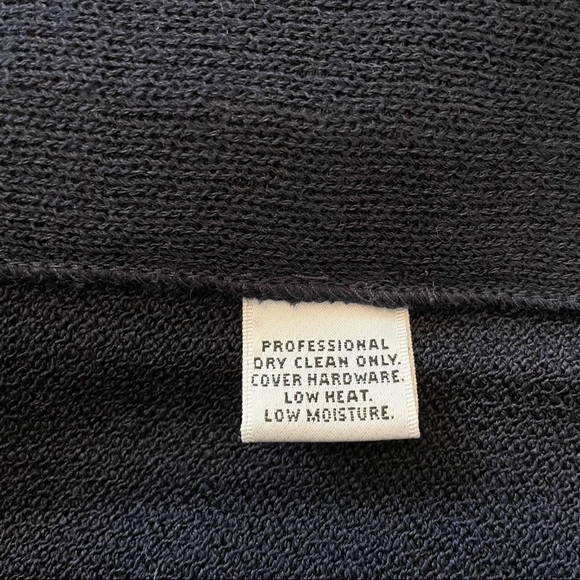 PROFESSIONAL
DRY CLEAN ONLY.
COVER HARDWARE.
LOW HEAT.
LOW MOISTURE.